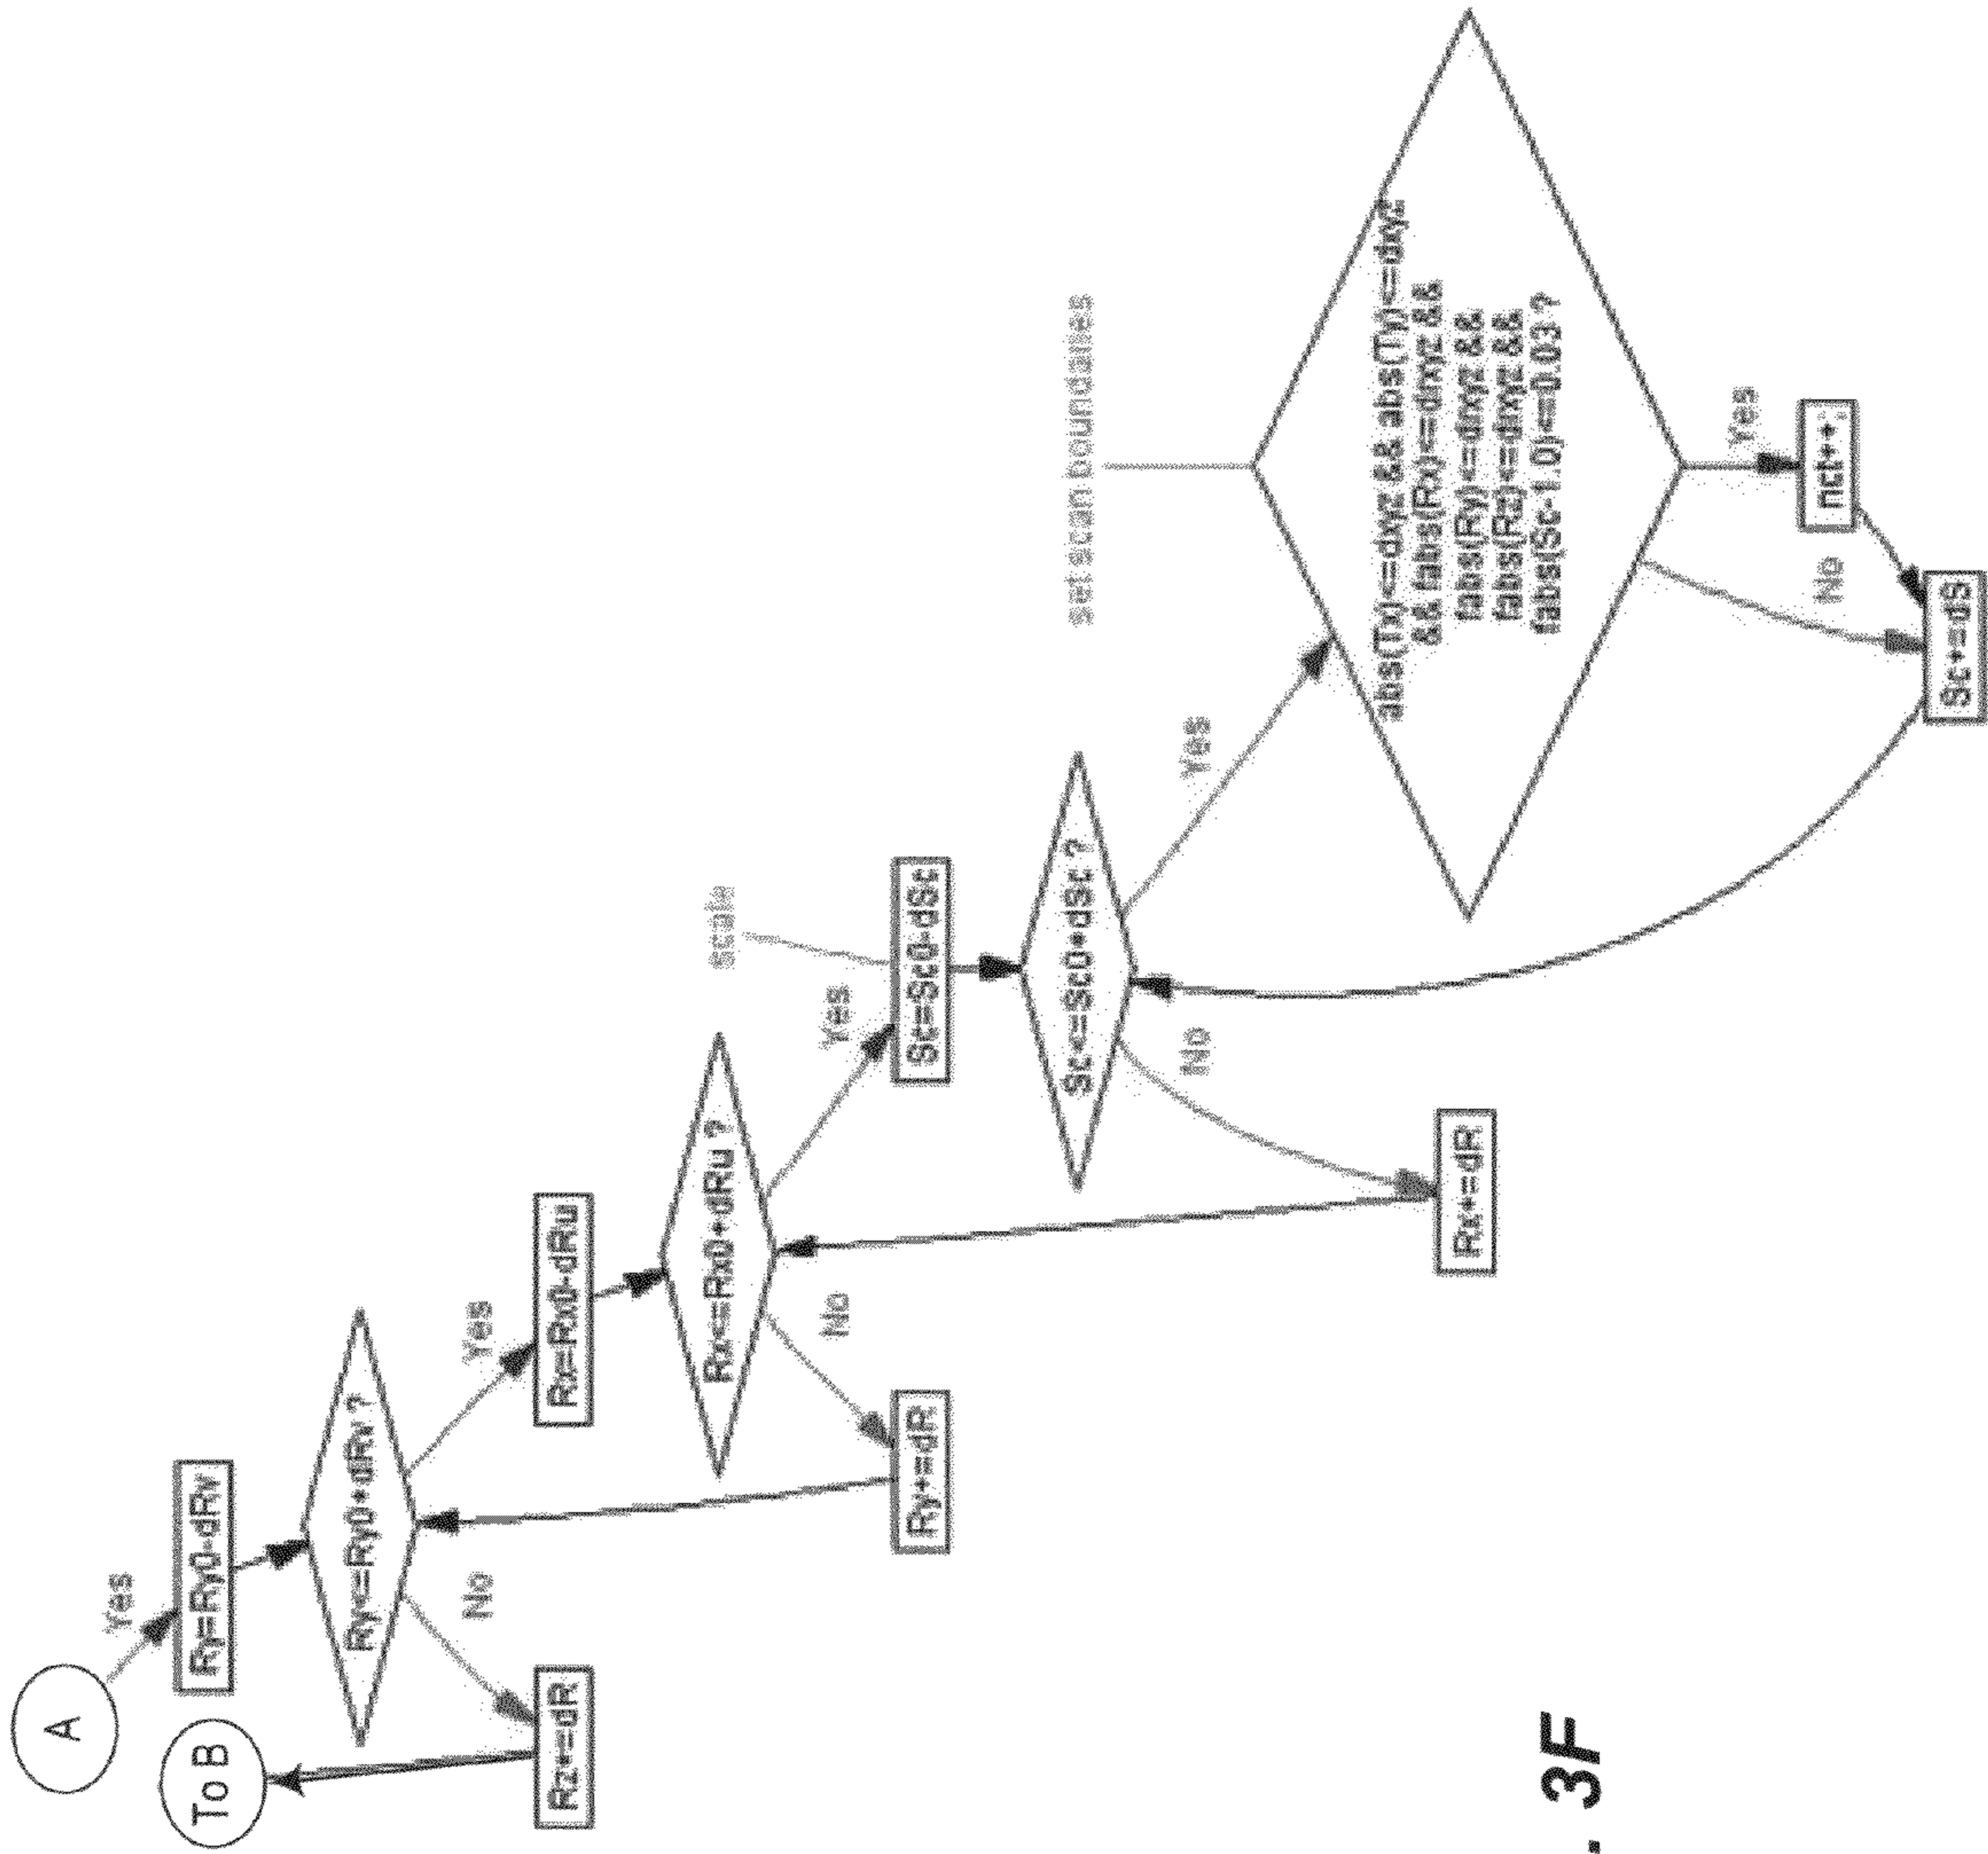 A
Yes
Ry=Ry0-dRv
To B
Ry<=Ry0+dRv ?
Yes
No
Rx=Rx0-dRu
Rz+=dR
Rx<=Rx0+dRu ?
scale
Yes
No
Sc=Sc0-dSc
Ry+=dR
set scan boundaries
Sc<=Sc0+dSc ?
Yes
No
abs(Tx)<=dxyz && abs(Ty)<=dxyz
&& fabs(Rx)<=drxyz &&
fabs(Ry)<=drxyz &&
fabs(Rz)<=drxyz &&
fabs(Sc-1.0)<=0.03 ?
Rx+=dR
Yes
No
nct++;
Sc+=dS
. 3F